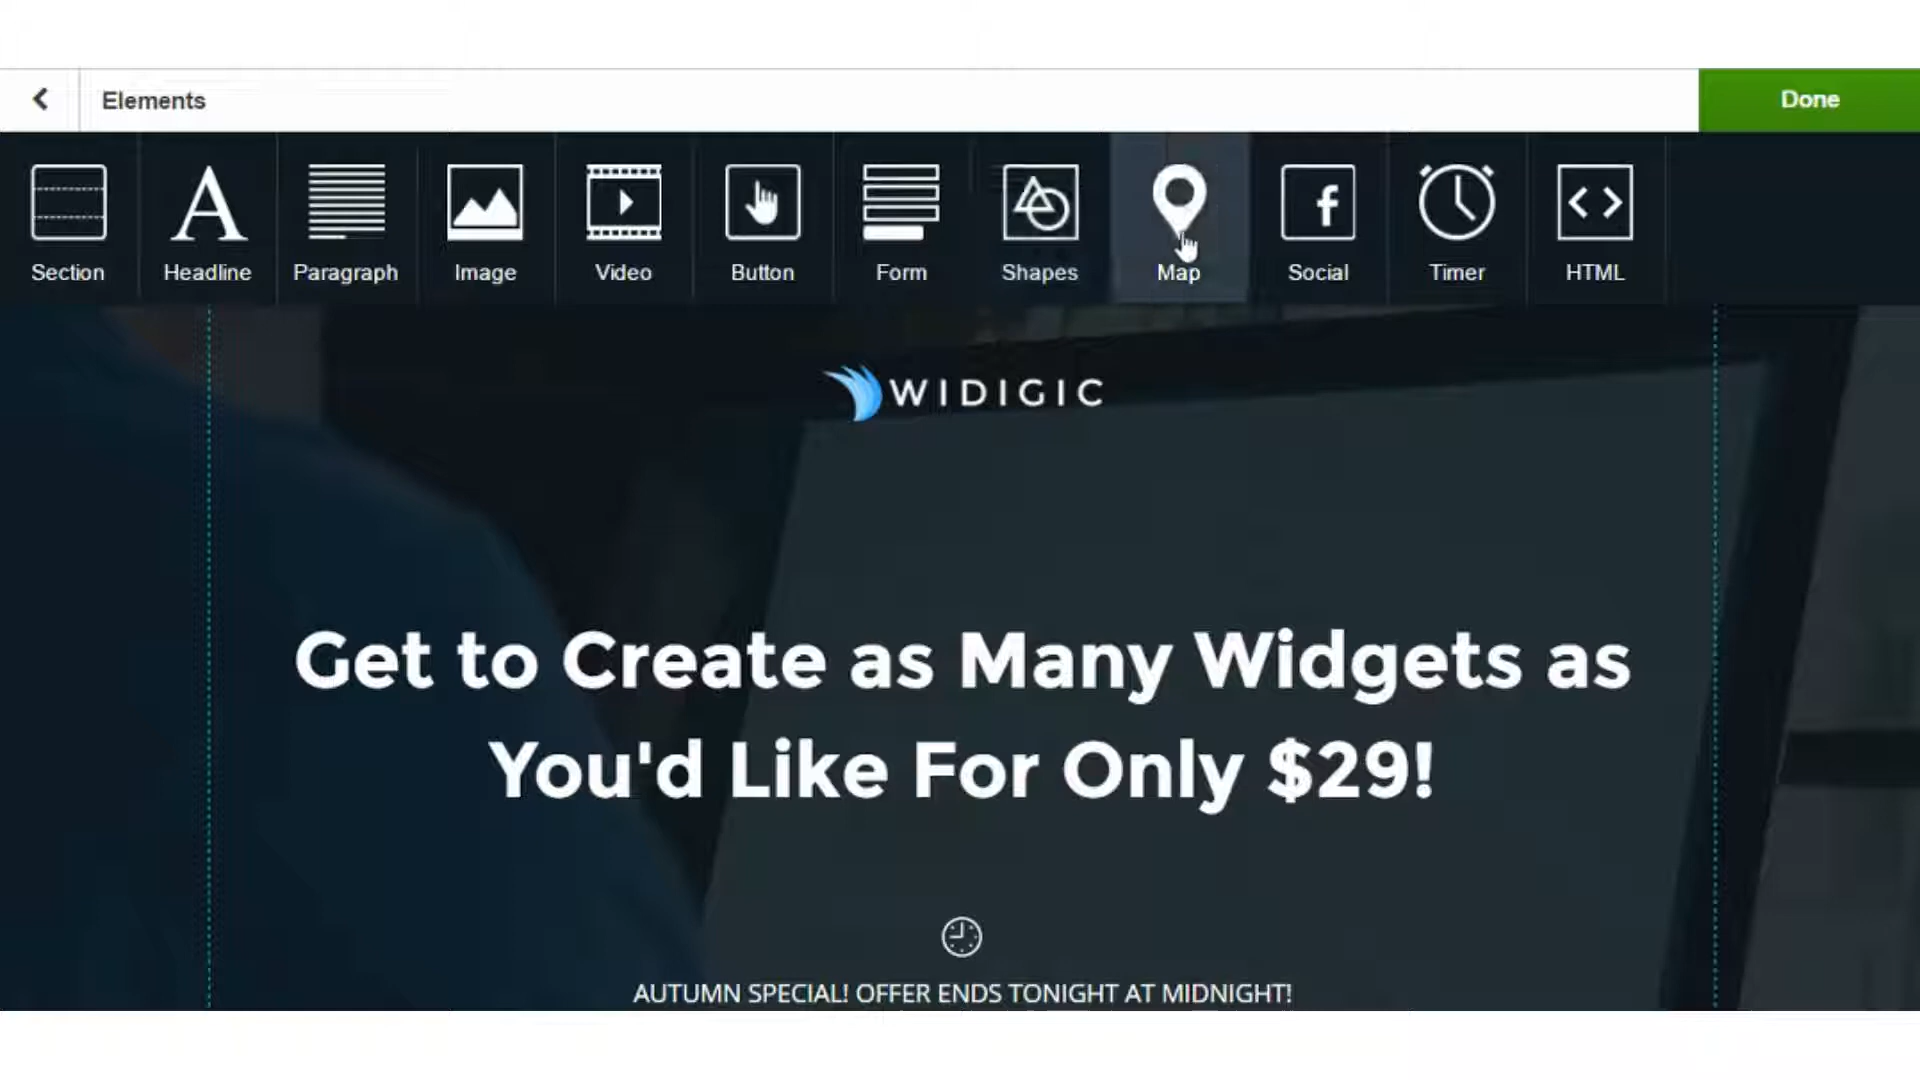 Elements
Done
Section
Headline
Paragraph
Image
Video
Button
Form
Shapes
Map
Social
Timer
HTML
WIDIGIC
Get to Create as Many Widgets as
You'd Like For Only $29!
AUTUMN SPECIAL! OFFER ENDS TONIGHT AT MIDNIGHT!